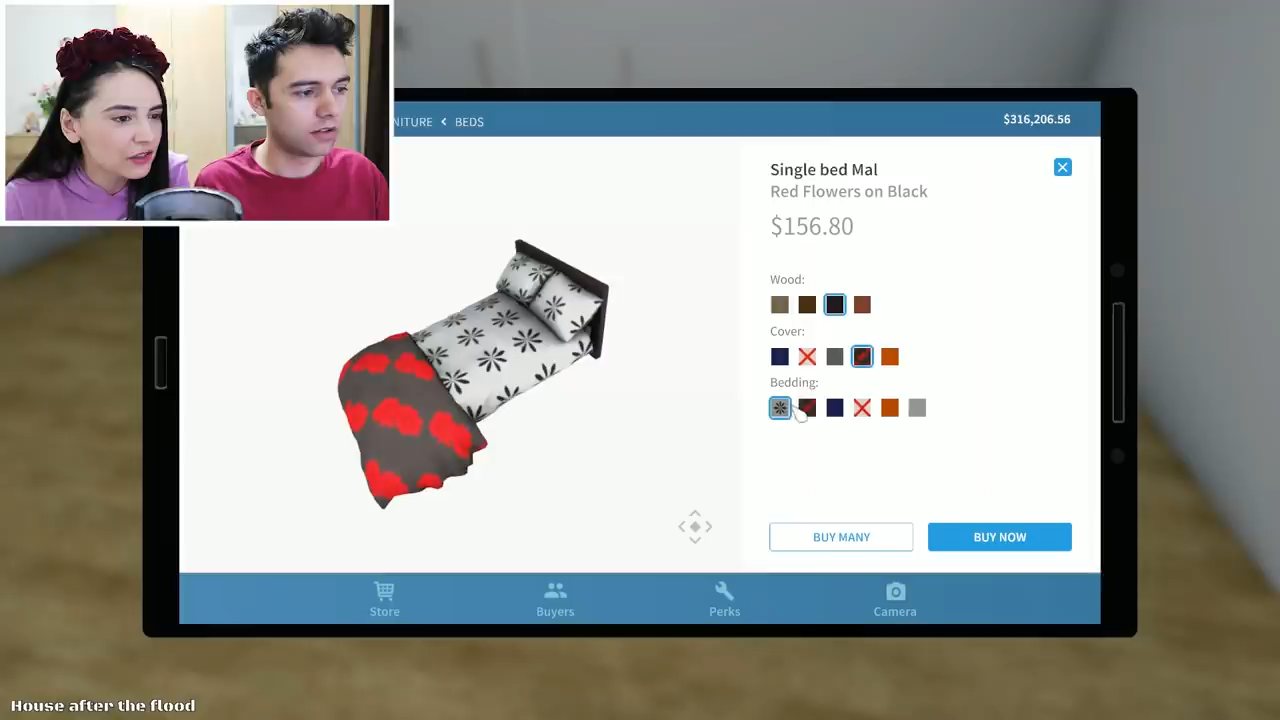 NITURE < BEDS
$316,206.56
Single bed Mal
Red Flowers on Black
$156.80
Wood:
Cover:
Bedding:
BUY MANY
BUY NOW
Store
Buyers
Perks
Camera
House after the flood